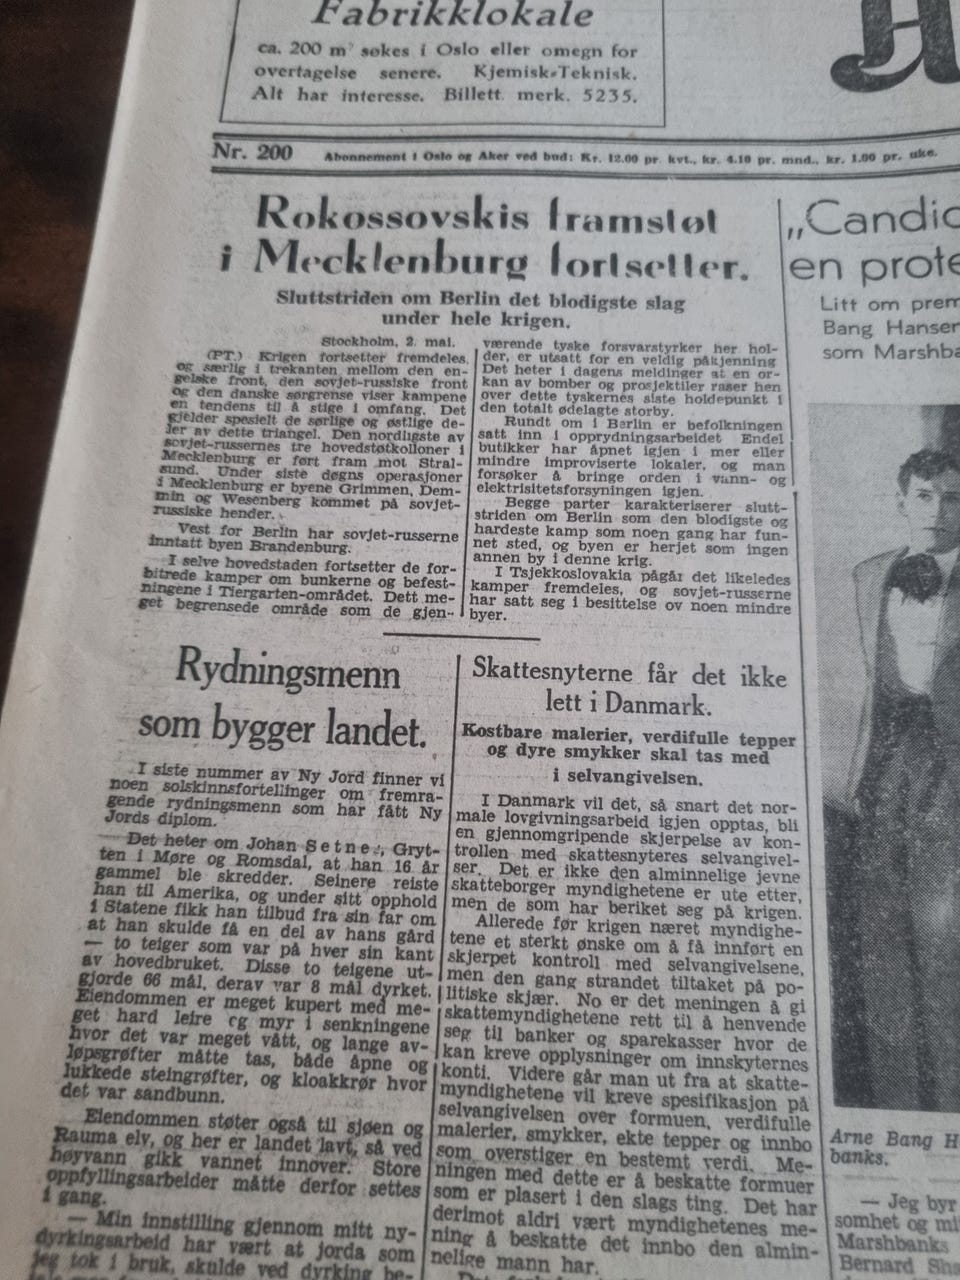 Fabrikklokale
ca. 200 m² søkes i Oslo eller omegn for
overtagelse senere. Kjemisk-Teknisk.
Alt har interesse. Billett. merk. 5235.
A
Nr. 200
Abonnement i Oslo og Aker ved bud: Kr. 12.00 pr. kvt., kr. 4.10 pr. mnd., kr. 1.00 pr. uke.
Rokossovskis framstøt
i Mecklenburg fortsetter.
Sluttstriden om Berlin det blodigste slag
under hele krigen.
Stockholm, 2. mai.
(PT.) Krigen fortsetter fremdeles,
og særlig i trekanten mellom den en-
gelske front, den sovjet-russiske front
og den danske sørgrense viser kampene
en tendens til å stige i omfang. Det
gjelder spesielt de sørlige og østlige de-
ler av dette triangel. Den nordligste av
sovjet-russernes tre hovedstøtkolloner i
Mecklenburg er ført fram mot Stral-
sund. Under siste døgns operasjoner
i Mecklenburg er byene Grimmen, Dem-
min og Wesenberg kommet på sovjet-
russiske hender.
Vest for Berlin har sovjet-russerne
inntatt byen Brandenburg.
I selve hovedstaden fortsetter de for-
bitrede kamper om bunkerne og befest-
ningene i Tiergarten-området. Dett me-
get begrensede område som de gjen-
værende tyske forsvarstyrker her hol-
der, er utsatt for en veldig påkjenning
Det heter i dagens meldinger at en or-
kan av bomber og prosjektiler raser hen
over dette tyskernes siste holdepunkt i
den totalt ødelagte storby.
Rundt om i Berlin er befolkningen
satt inn i opprydningsarbeidet Endel
butikker har åpnet igjen i mer eller
mindre improviserte lokaler, og man
forsøker å bringe orden i vann- og
elektrisitetsforsyningen igjen.
Begge parter karakteriserer slutt-
striden om Berlin som den blodigste og
hardeste kamp som noen gang har fun-
net sted, og byen er herjet som ingen
annen by i denne krig.
I Tsjekkoslovakia pågår det likeledes
kamper fremdeles, og sovjet-russerne
har satt seg i besittelse ov noen mindre
byer.
„Candid
en prote
Litt om prem
Bang Hansen
som Marshba
Rydningsmenn
som bygger landet.
I siste nummer av Ny Jord finner vi
noen solskinnsfortellinger om fremra-
gende rydningsmenn som har fått Ny
Jords diplom.
Det heter om Johan Setne, Gryt-
ten i Møre og Romsdal, at han 16 år
gammel ble skredder. Seinere reiste
han til Amerika, og under sitt opphold
i Statene fikk han tilbud fra sin far om
at han skulde få en del av hans gård
— to teiger som var på hver sin kant
av hovedbruket. Disse to teigene ut-
gjorde 66 mål, derav var 8 mål dyrket.
Eiendommen er meget kupert med me-
get hard leire og myr i senkningene
hvor det var meget vått, og lange av-
løpsgrøfter måtte tas, både åpne og
lukkede steingrøfter, og kloakkrør hvor
det var sandbunn.
Eiendommen støter også til sjøen og
Rauma elv, og her er landet lavt, så ved
høyvann gikk vannet innover. Store
oppfyllingsarbeider måtte derfor settes
i gang.
— Min innstilling gjennom mitt ny-
dyrkingsarbeid har vært at jorda som
jeg tok i bruk, skulde ved dyrking be-
Skattesnyterne får det ikke
lett i Danmark.
Kostbare malerier, verdifulle tepper
og dyre smykker skal tas med
i selvangivelsen.
I Danmark vil det, så snart det nor-
male lovgivningsarbeid igjen opptas, bli
en gjennomgripende skjerpelse av kon-
trollen med skattesnyteres selvangivel-
ser. Det er ikke den alminnelige jevne
skatteborger myndighetene er ute etter,
men de som har beriket seg på krigen.
Allerede før krigen næret myndighe-
tene et sterkt ønske om å få innført en
skjerpet kontroll med selvangivelsene,
men den gang strandet tiltaket på po-
litiske skjær. No er det meningen å gi
skattemyndighetene rett til å henvende
seg til banker og sparekasser hvor de
kan kreve opplysninger om innskyternes
konti. Videre går man ut fra at skatte-
myndighetene vil kreve spesifikasjon på
selvangivelsen over formuen, verdifulle
malerier, smykker, ekte tepper og innbo
som overstiger en bestemt verdi. Me-
ningen med dette er å beskatte formuer
som er plasert i den slags ting. Det har
derimot aldri vært myndighetenes me-
ning å beskatte det innbo den almin-
nelige mann har.
Arne Bang H
banks.
— Jeg byr
somhet og mi
Marshbanks
Bernard Sha